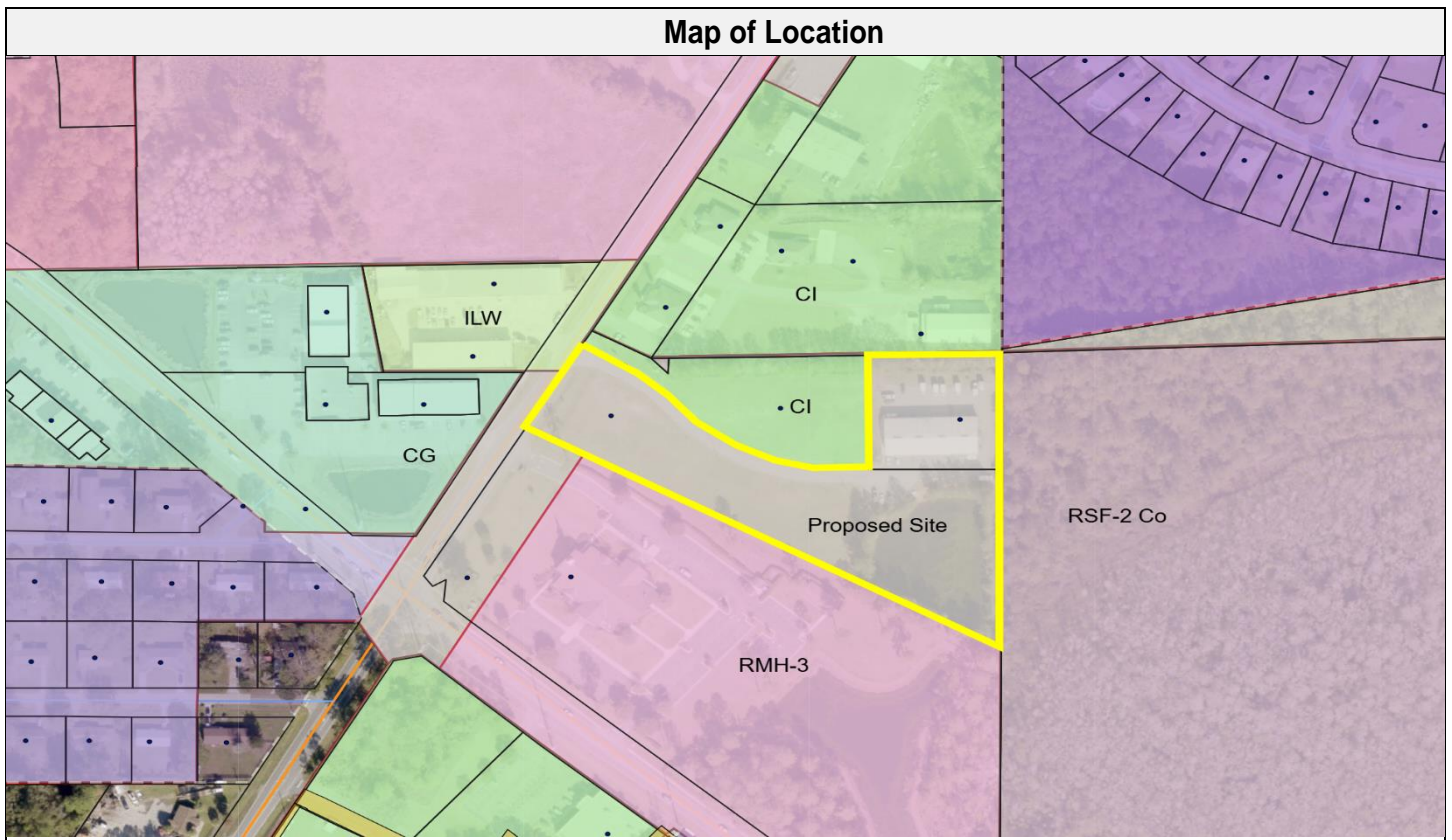 Map of Location
CI
ILW
CI
CG
Proposed Site
RSF-2 Co
RMH-3